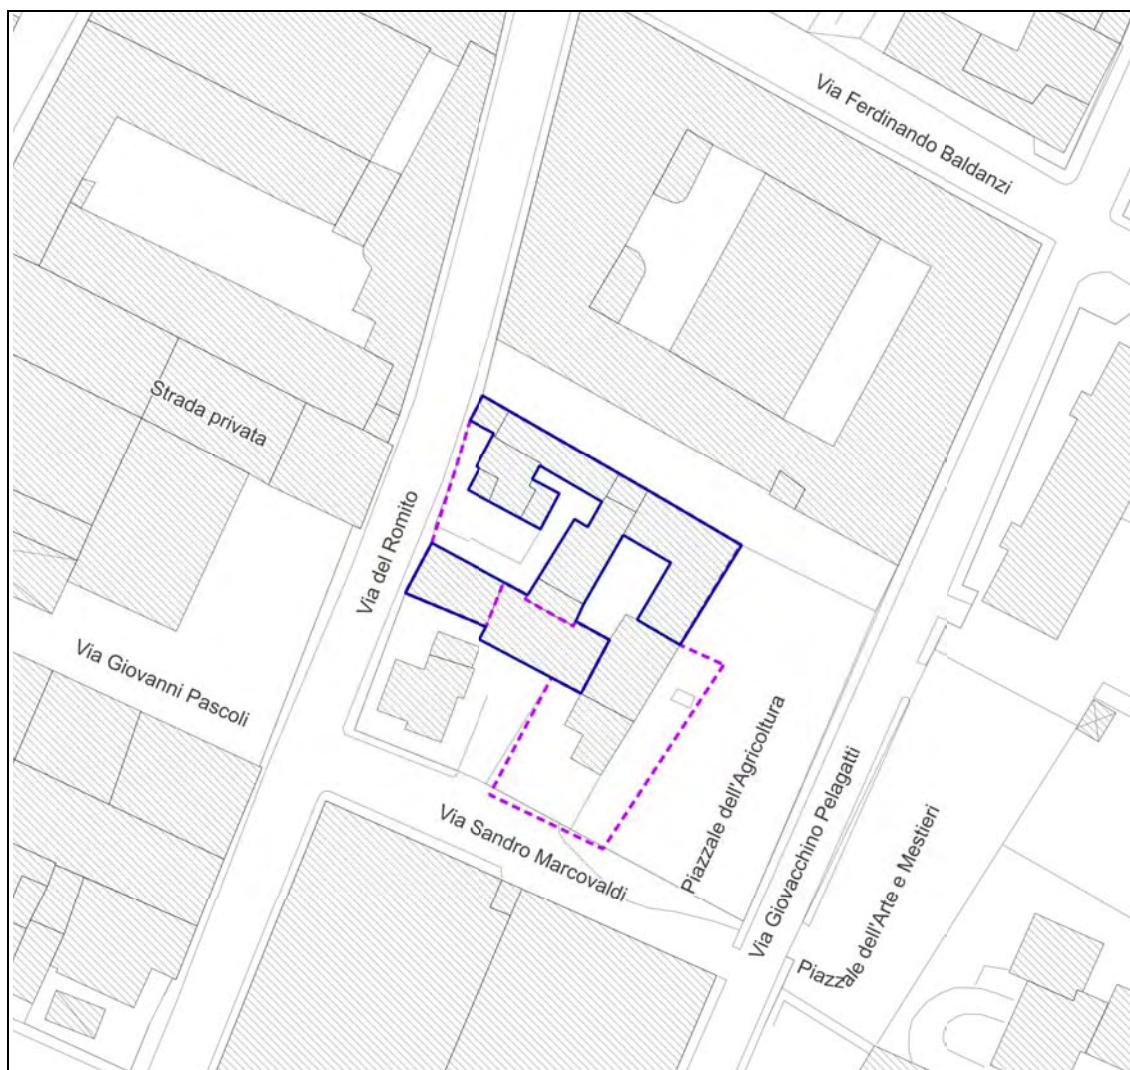 Via Ferdinando Baldanzi
Strada privata
Via del Romito
Via Giovanni Pascoli
Piazzale dell'Agricoltura
Via Sandro Marcovaldi
Via Giovacchino Pelagatti
Piazzale dell'Arte e Mestieri